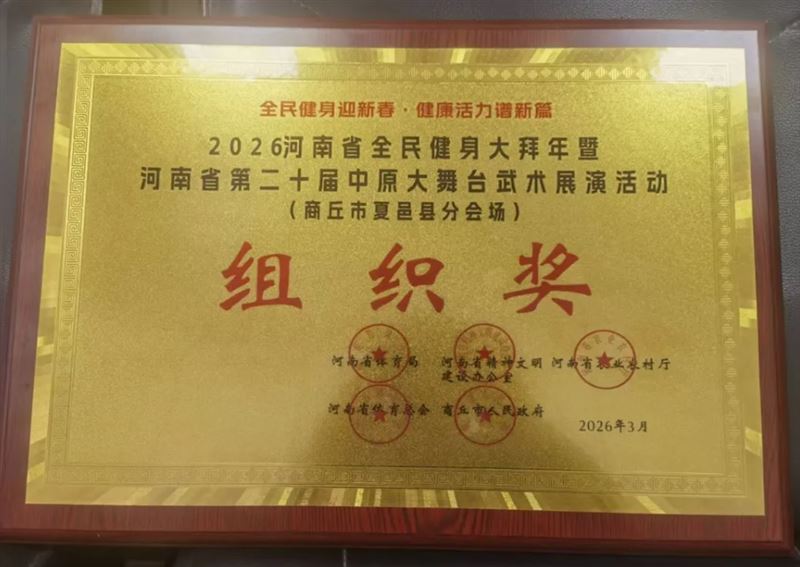 全民健身迎新春·健康活力谱新篇
2026河南省全民健身大拜年暨
河南省第二十届中原大舞台武术展演活动
(商丘市夏邑县分会场)
组织奖
河南省体育局 河南省精神文明建设办公室 河南省农业农村厅
河南省体育总会 商丘市人民政府
2026年3月